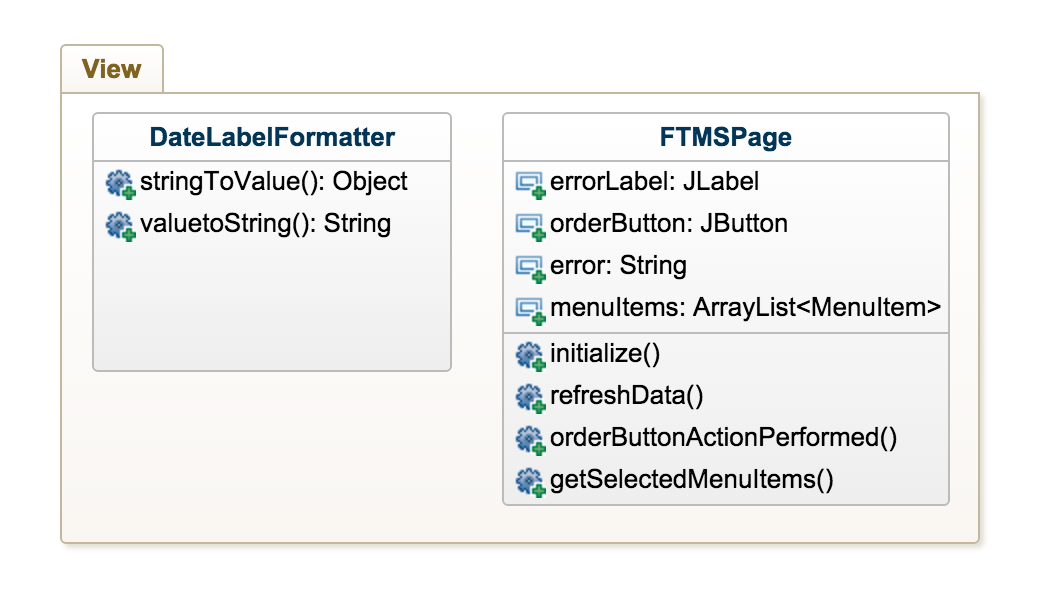 View
DateLabelFormatter
stringToValue(): Object
valuetoString(): String
FTMSPage
errorLabel: JLabel
orderButton: JButton
error: String
menuItems: ArrayList<MenuItem>
initialize()
refreshData()
orderButtonActionPerformed()
getSelectedMenuItems()